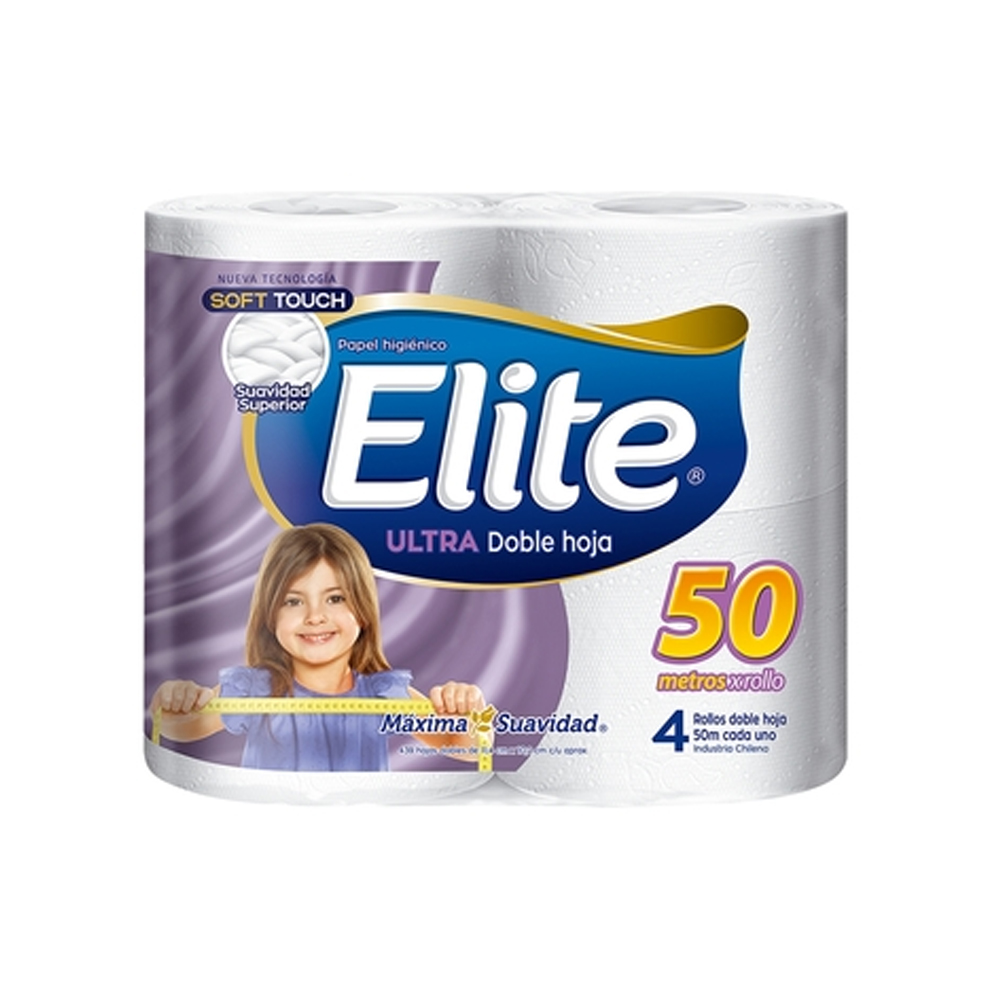 NUEVA TECNOLOGÍA
SOFT TOUCH
Suavidad
Superior
Papel higiénico
Elite®
ULTRA Doble hoja
50
metros x rollo
Máxima Suavidad®
4 Rollos doble hoja
50m cada uno
Industria Chilena